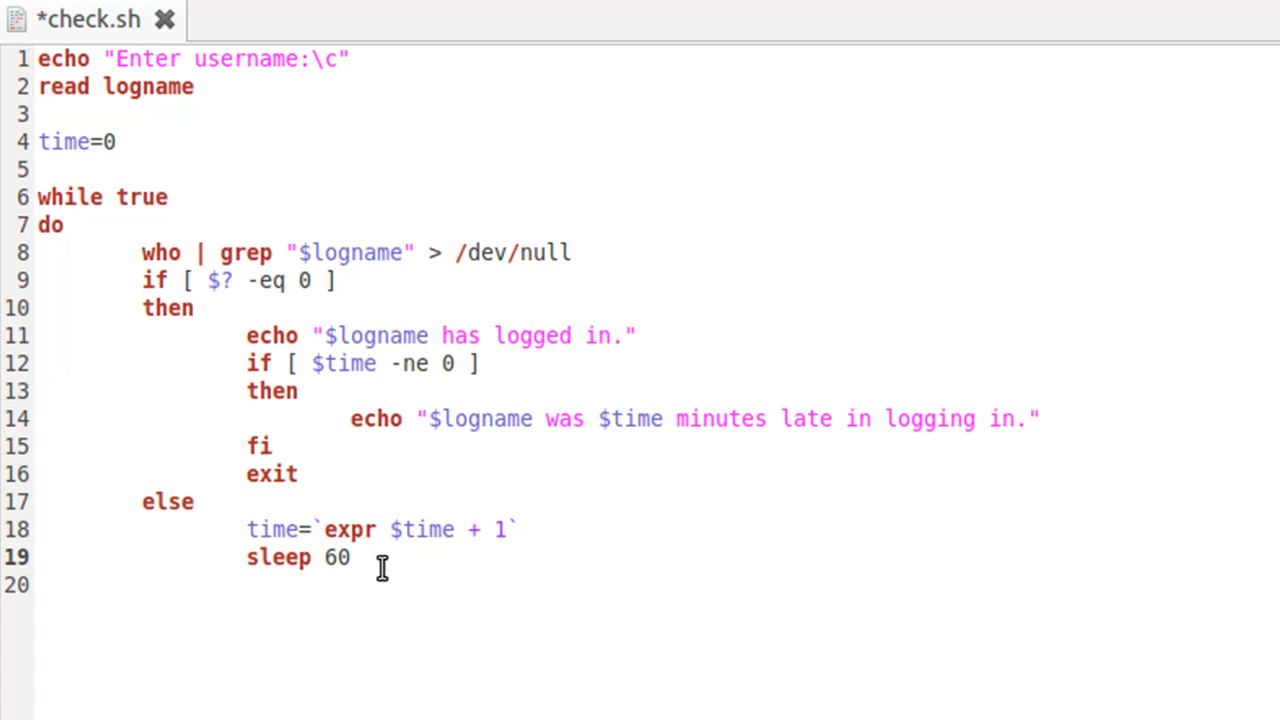 *check.sh
1 echo "Enter username:\c"
2 read logname
3
4 time=0
5
6 while true
7 do
8 who | grep "$logname" > /dev/null
9 if [ $? -eq 0 ]
10 then
11 echo "$logname has logged in."
12 if [ $time -ne 0 ]
13 then
14 echo "$logname was $time minutes late in logging in."
15 fi
16 exit
17 else
18 time=`expr $time + 1`
19 sleep 60
20